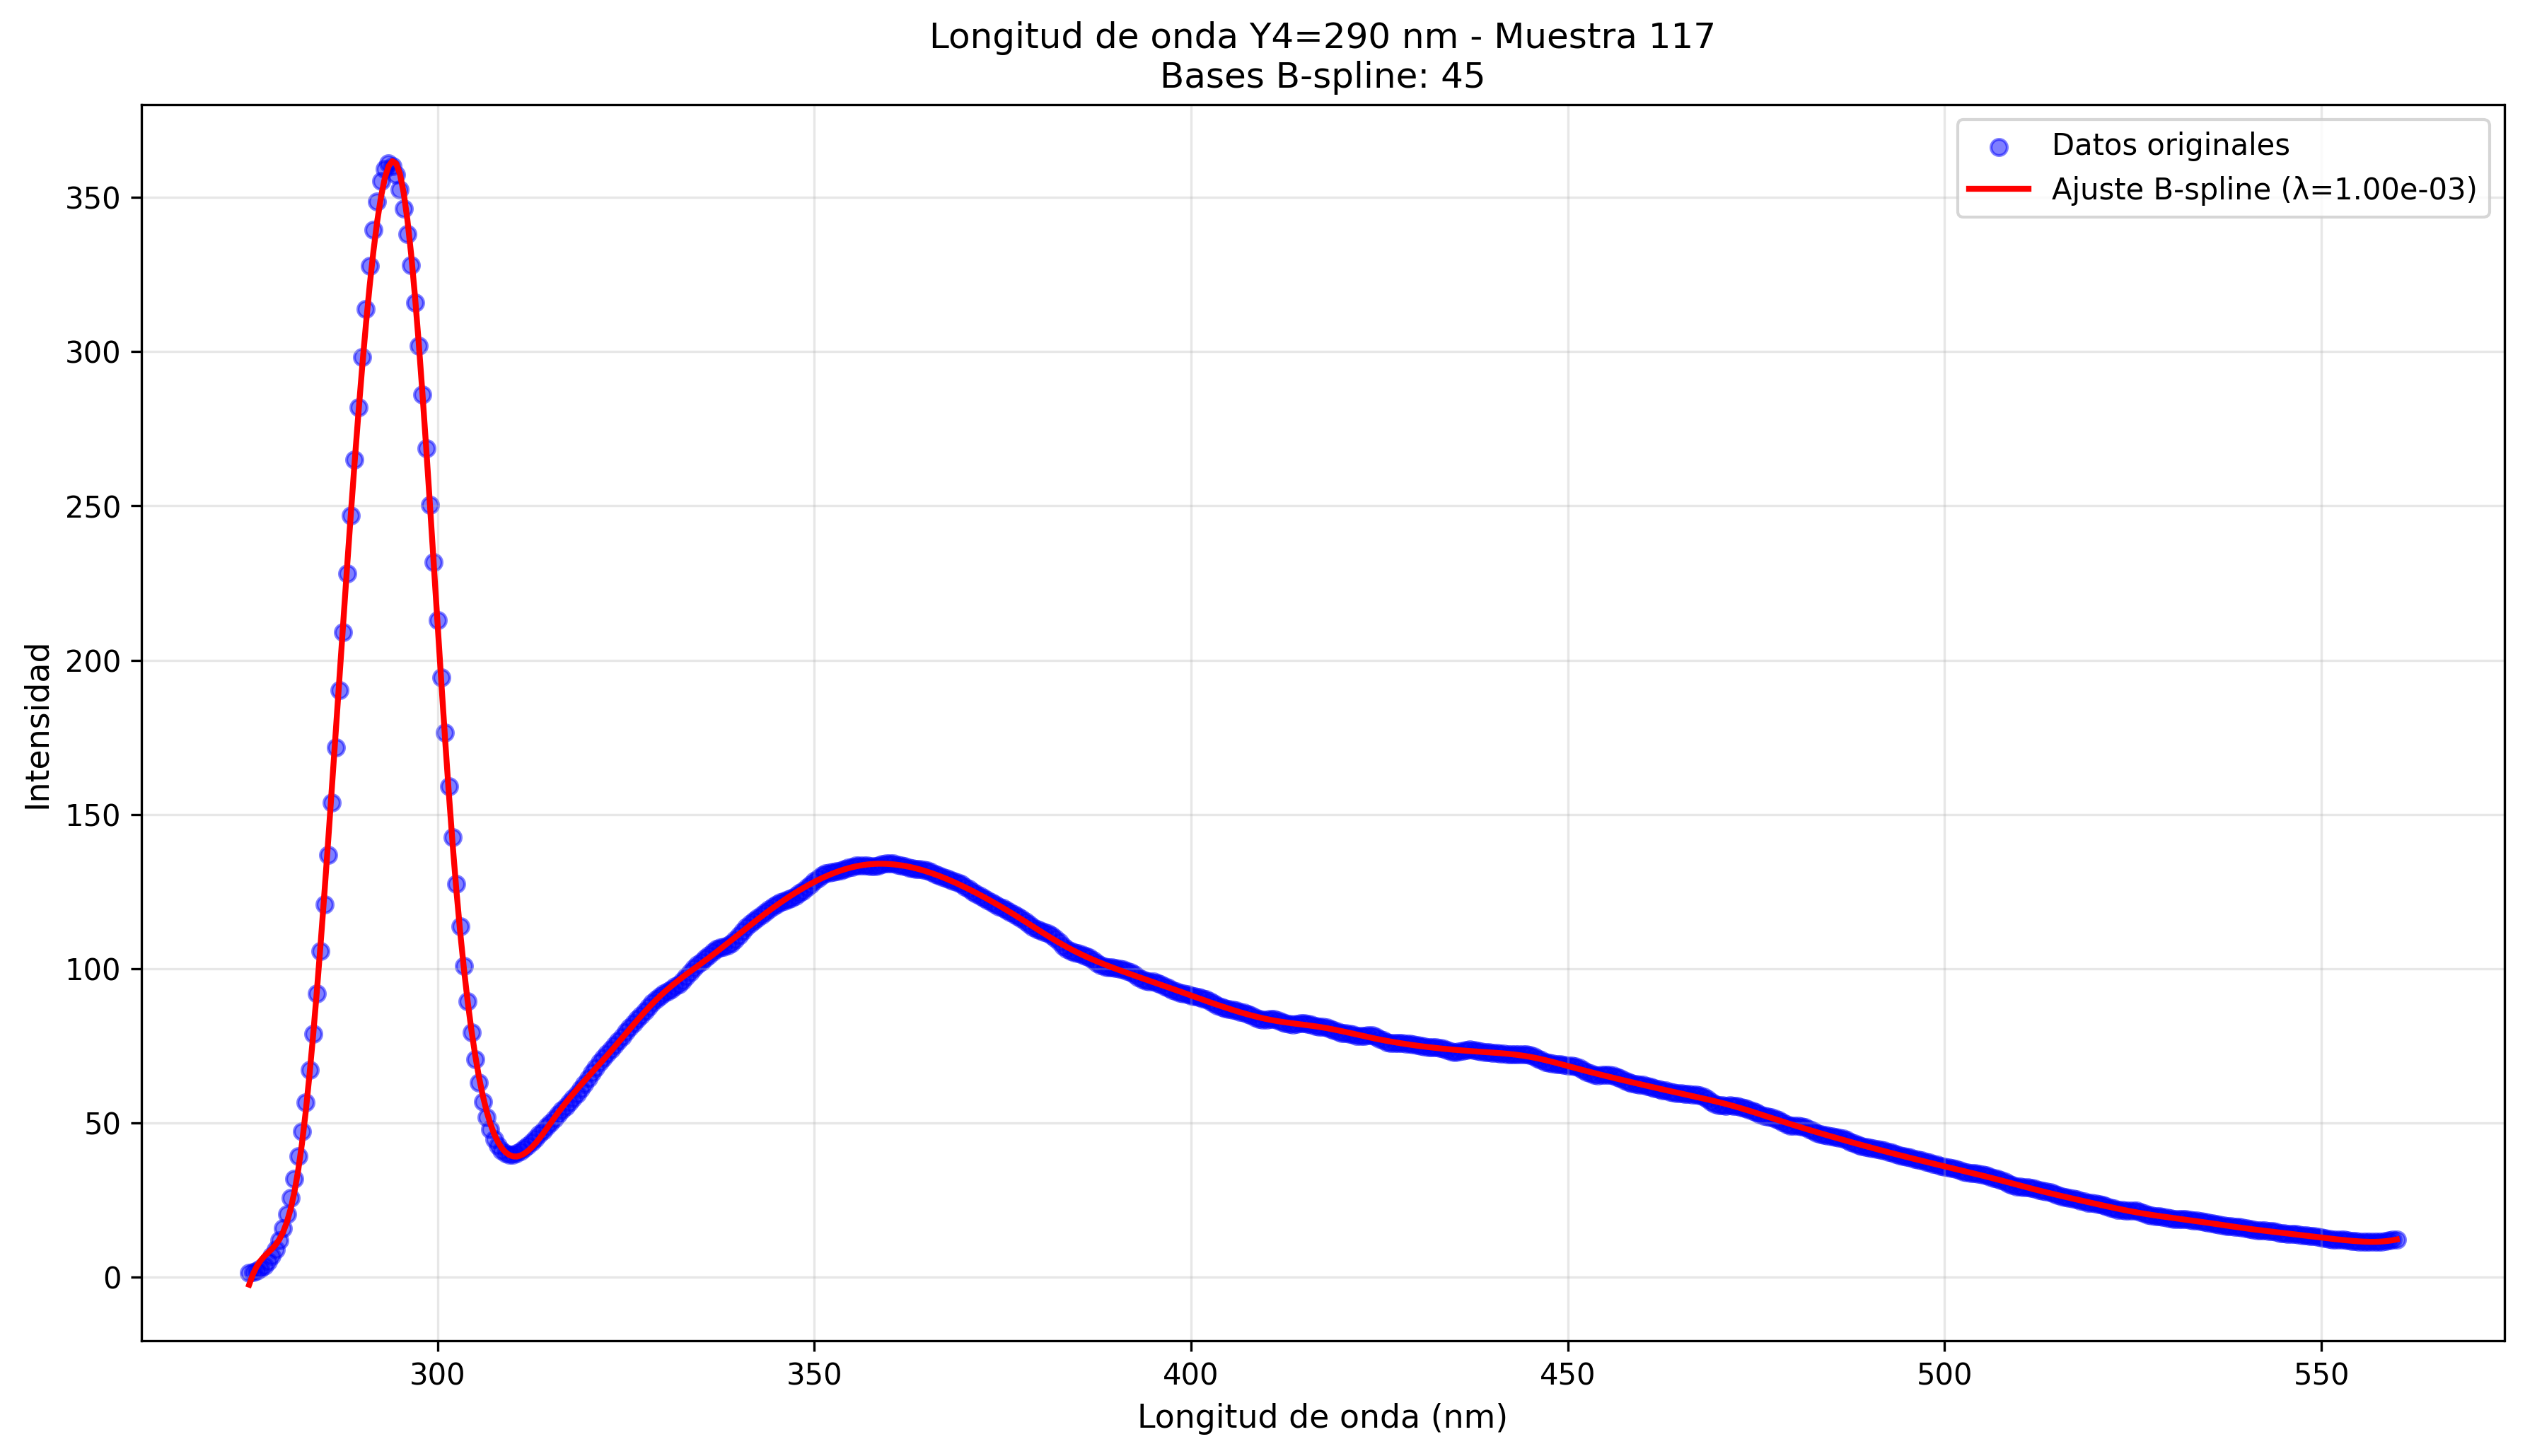 Longitud de onda Y4=290 nm - Muestra 117
Bases B-spline: 45
Datos originales
Ajuste B-spline (λ=1.00e-03)
Intensidad
350
300
250
200
150
100
50
0
300 350 400 450 500 550
Longitud de onda (nm)